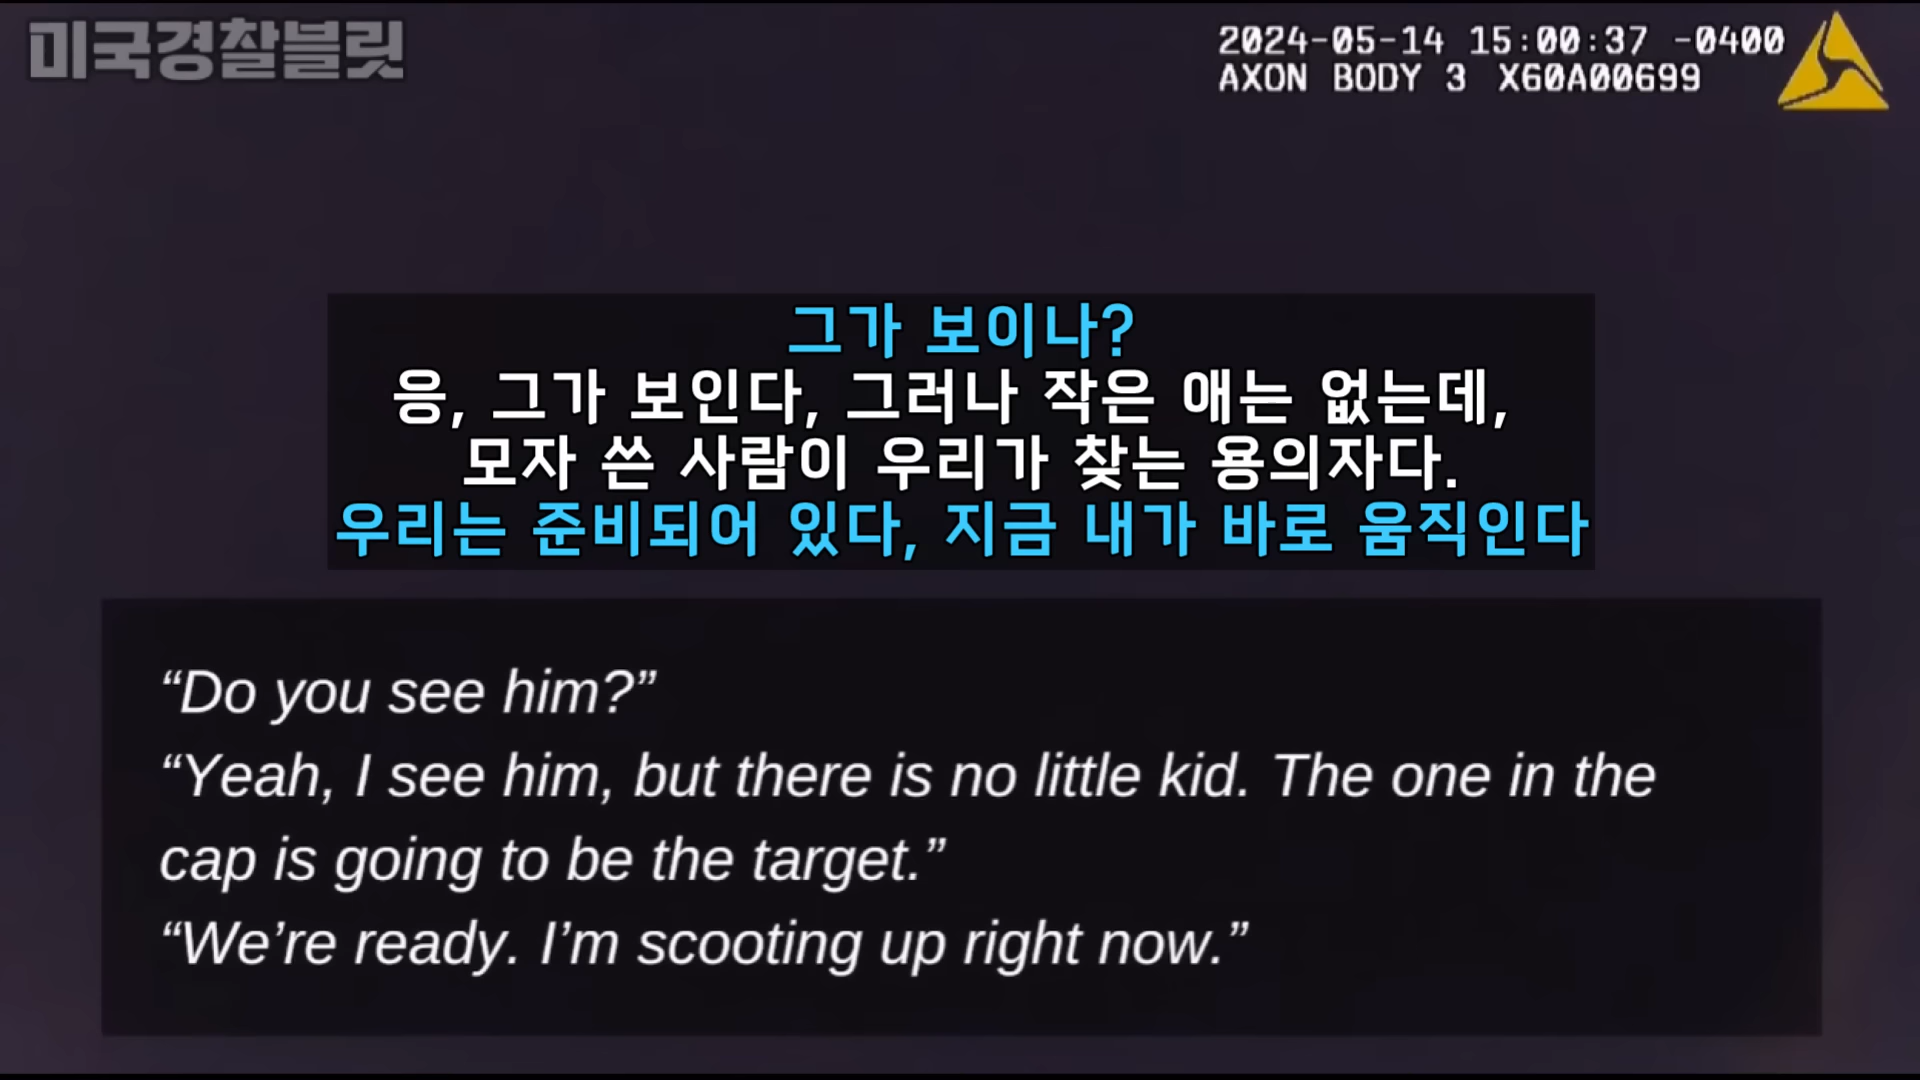 미국경찰블릿
2024-05-14 15:00:37 -0400
AXON BODY 3 X60A00699
그가 보이나?
응, 그가 보인다, 그러나 작은 애는 없는데,
모자 쓴 사람이 우리가 찾는 용의자다.
우리는 준비되어 있다, 지금 내가 바로 움직인다
“Do you see him?”
“Yeah, I see him, but there is no little kid. The one in the
cap is going to be the target.”
“We’re ready. I’m scooting up right now.”